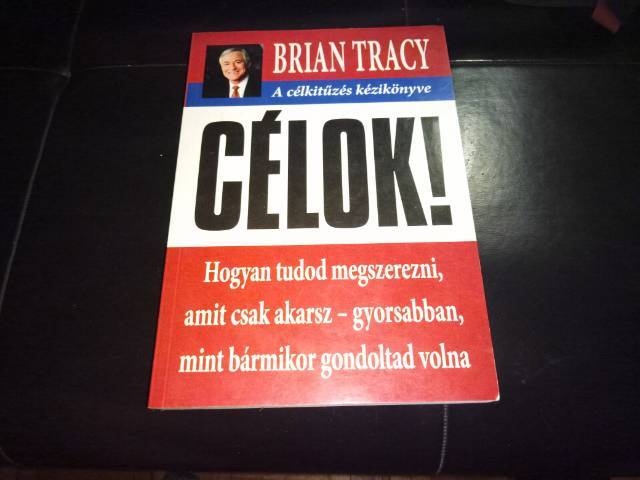 BRIAN TRACY
A célkitűzés kézikönyve
CÉLOK!
Hogyan tudod megszerezni,
amit csak akarsz – gyorsabban,
mint bármikor gondoltad volna